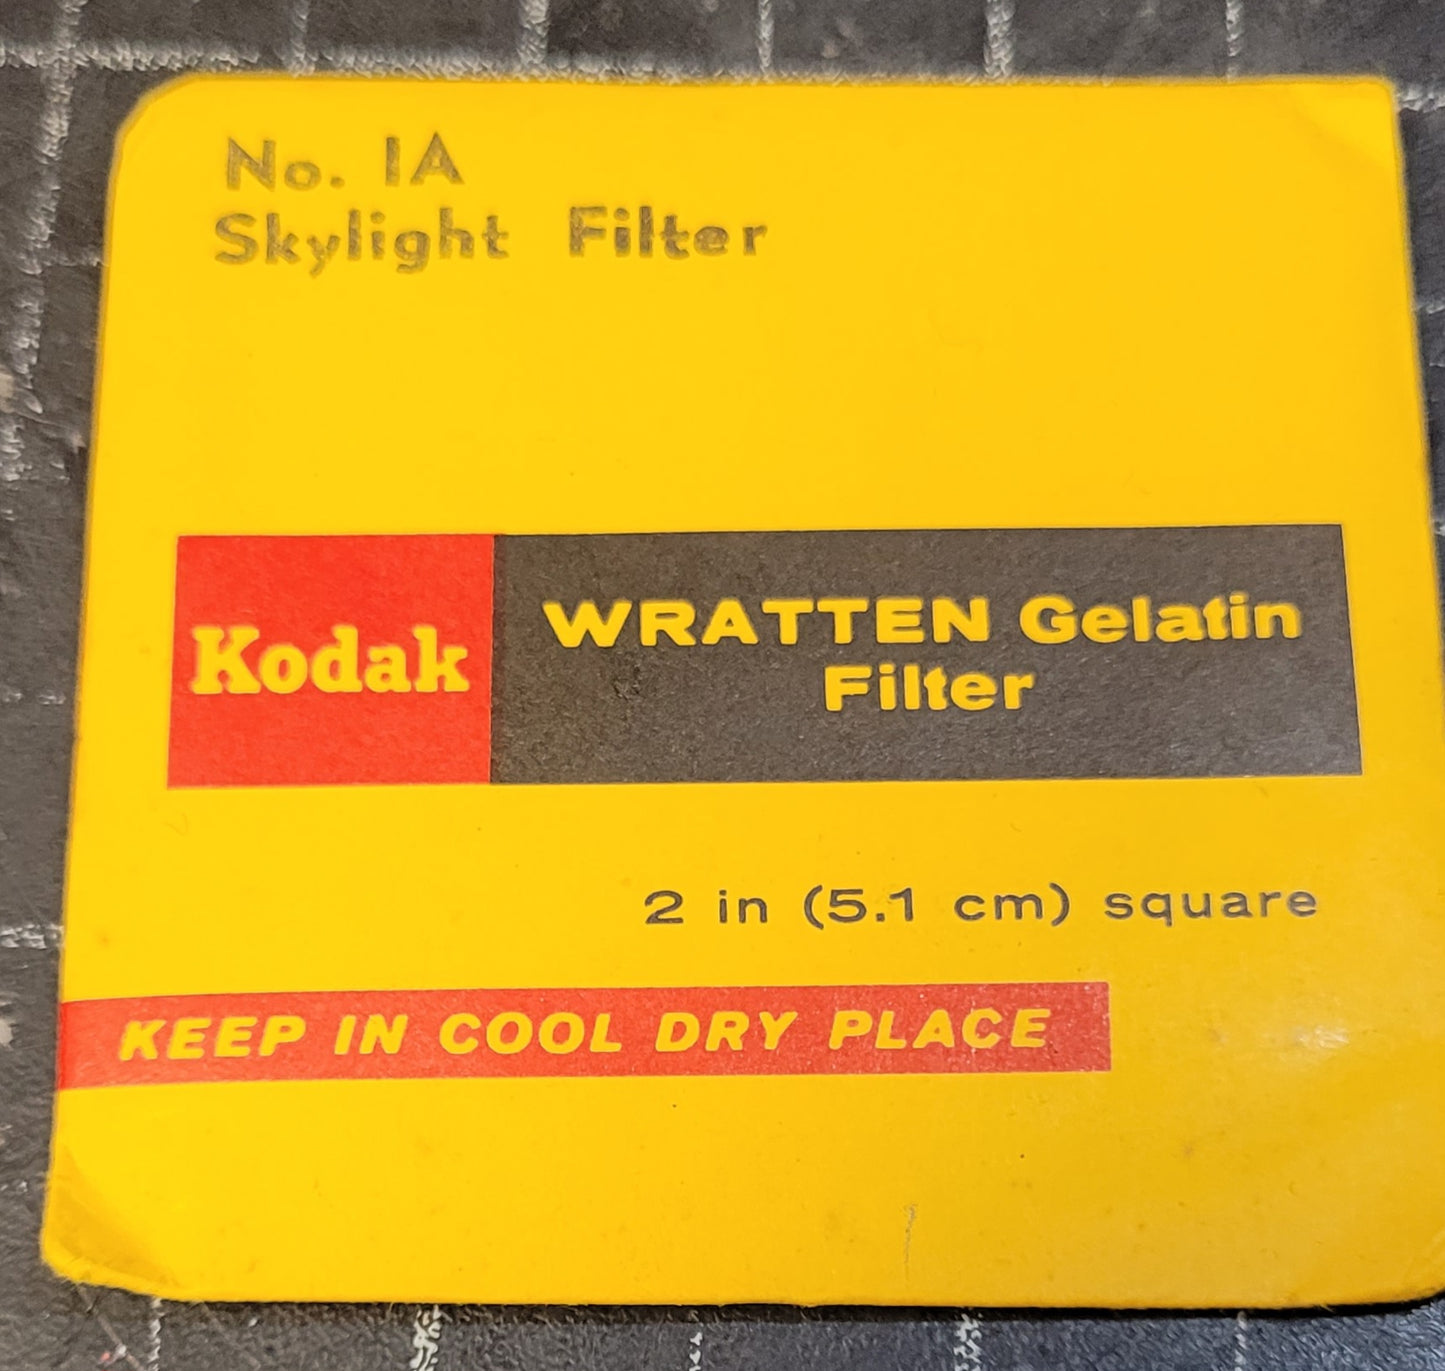 No. 1A
Skylight Filter
Kodak
WRATTEN Gelatin
Filter
2 in (5.1 cm) square
KEEP IN COOL DRY PLACE